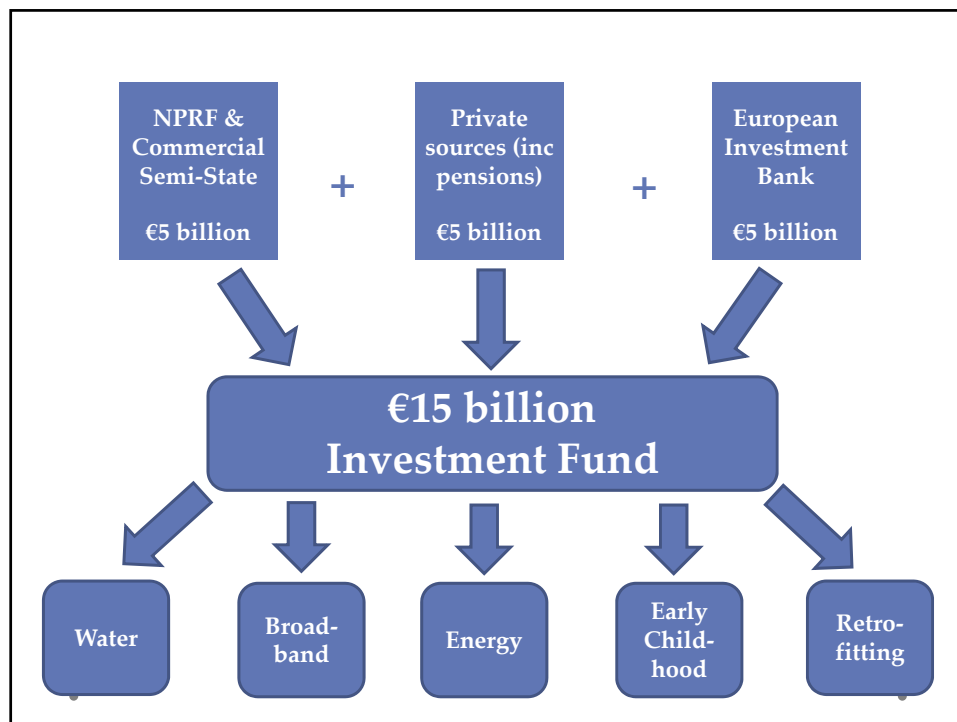 NPRF &
Commercial
Semi-State
€5 billion
+
Private
sources (inc
pensions)
€5 billion
+
European
Investment
Bank
€5 billion
€15 billion
Investment Fund
Water
Broad-
band
Energy
Early
Child-
hood
Retro-
fitting